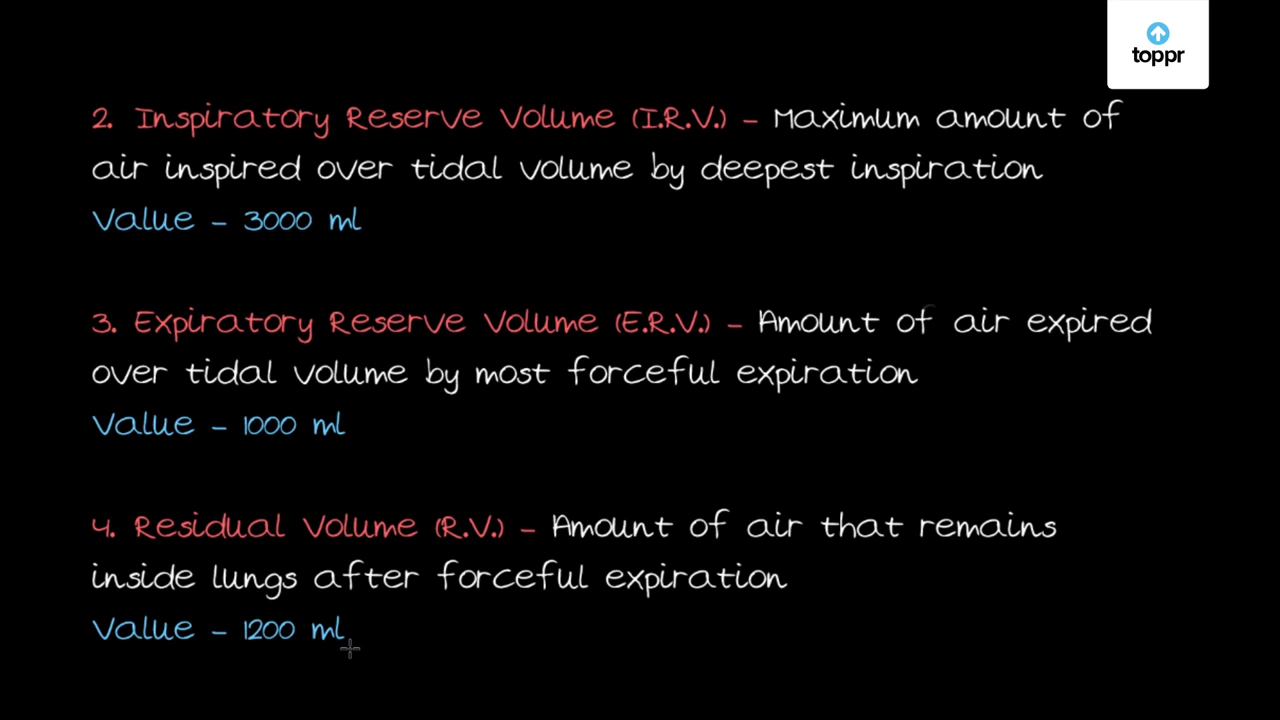 toppr
2. Inspiratory Reserve Volume (I.R.V.) - Maximum amount of
air inspired over tidal volume by deepest inspiration
Value - 3000 ml
3. Expiratory Reserve Volume (E.R.V.) - Amount of air expired
over tidal volume by most forceful expiration
Value - 1000 ml
4. Residual Volume (R.V.) - Amount of air that remains
inside lungs after forceful expiration
Value - 1200 ml